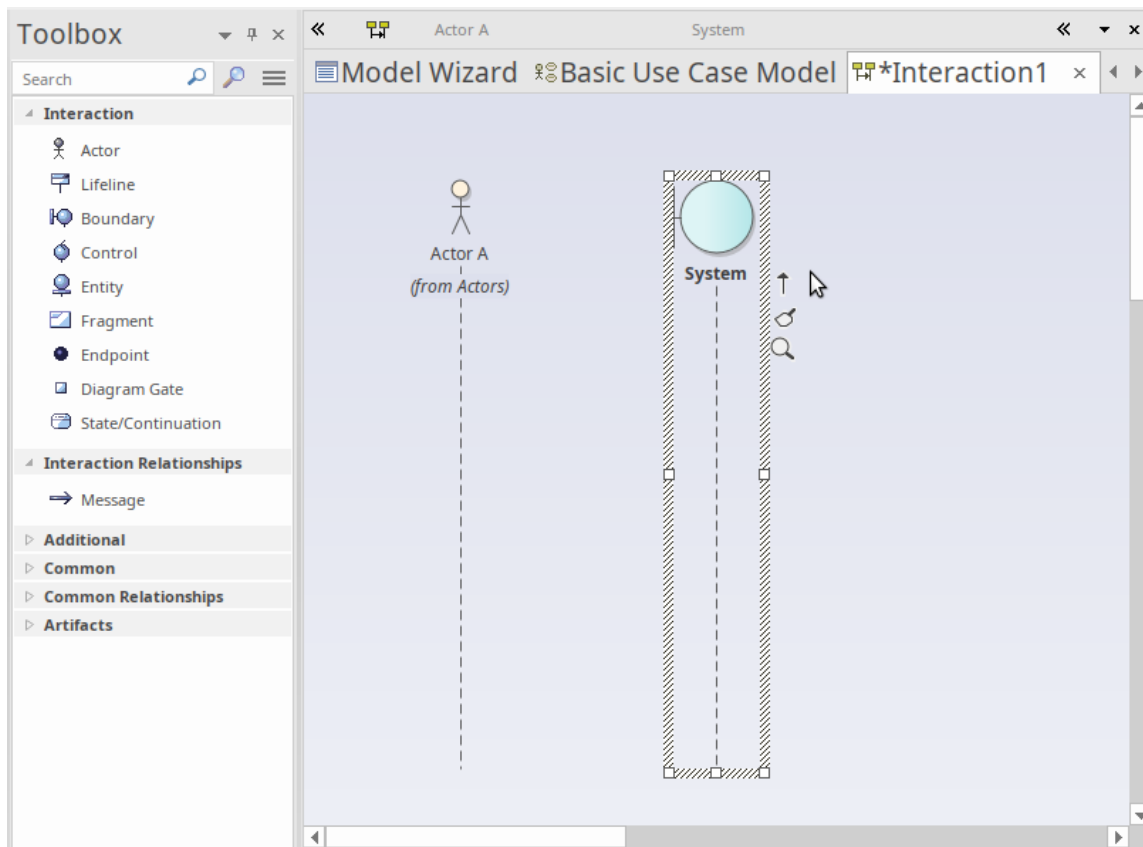 Toolbox
Search
Interaction
Actor
Lifeline
Boundary
Control
Entity
Fragment
Endpoint
Diagram Gate
State/Continuation
Interaction Relationships
Message
Additional
Common
Common Relationships
Artifacts
Actor A System
Model Wizard Basic Use Case Model *Interaction1
Actor A
(from Actors)
System